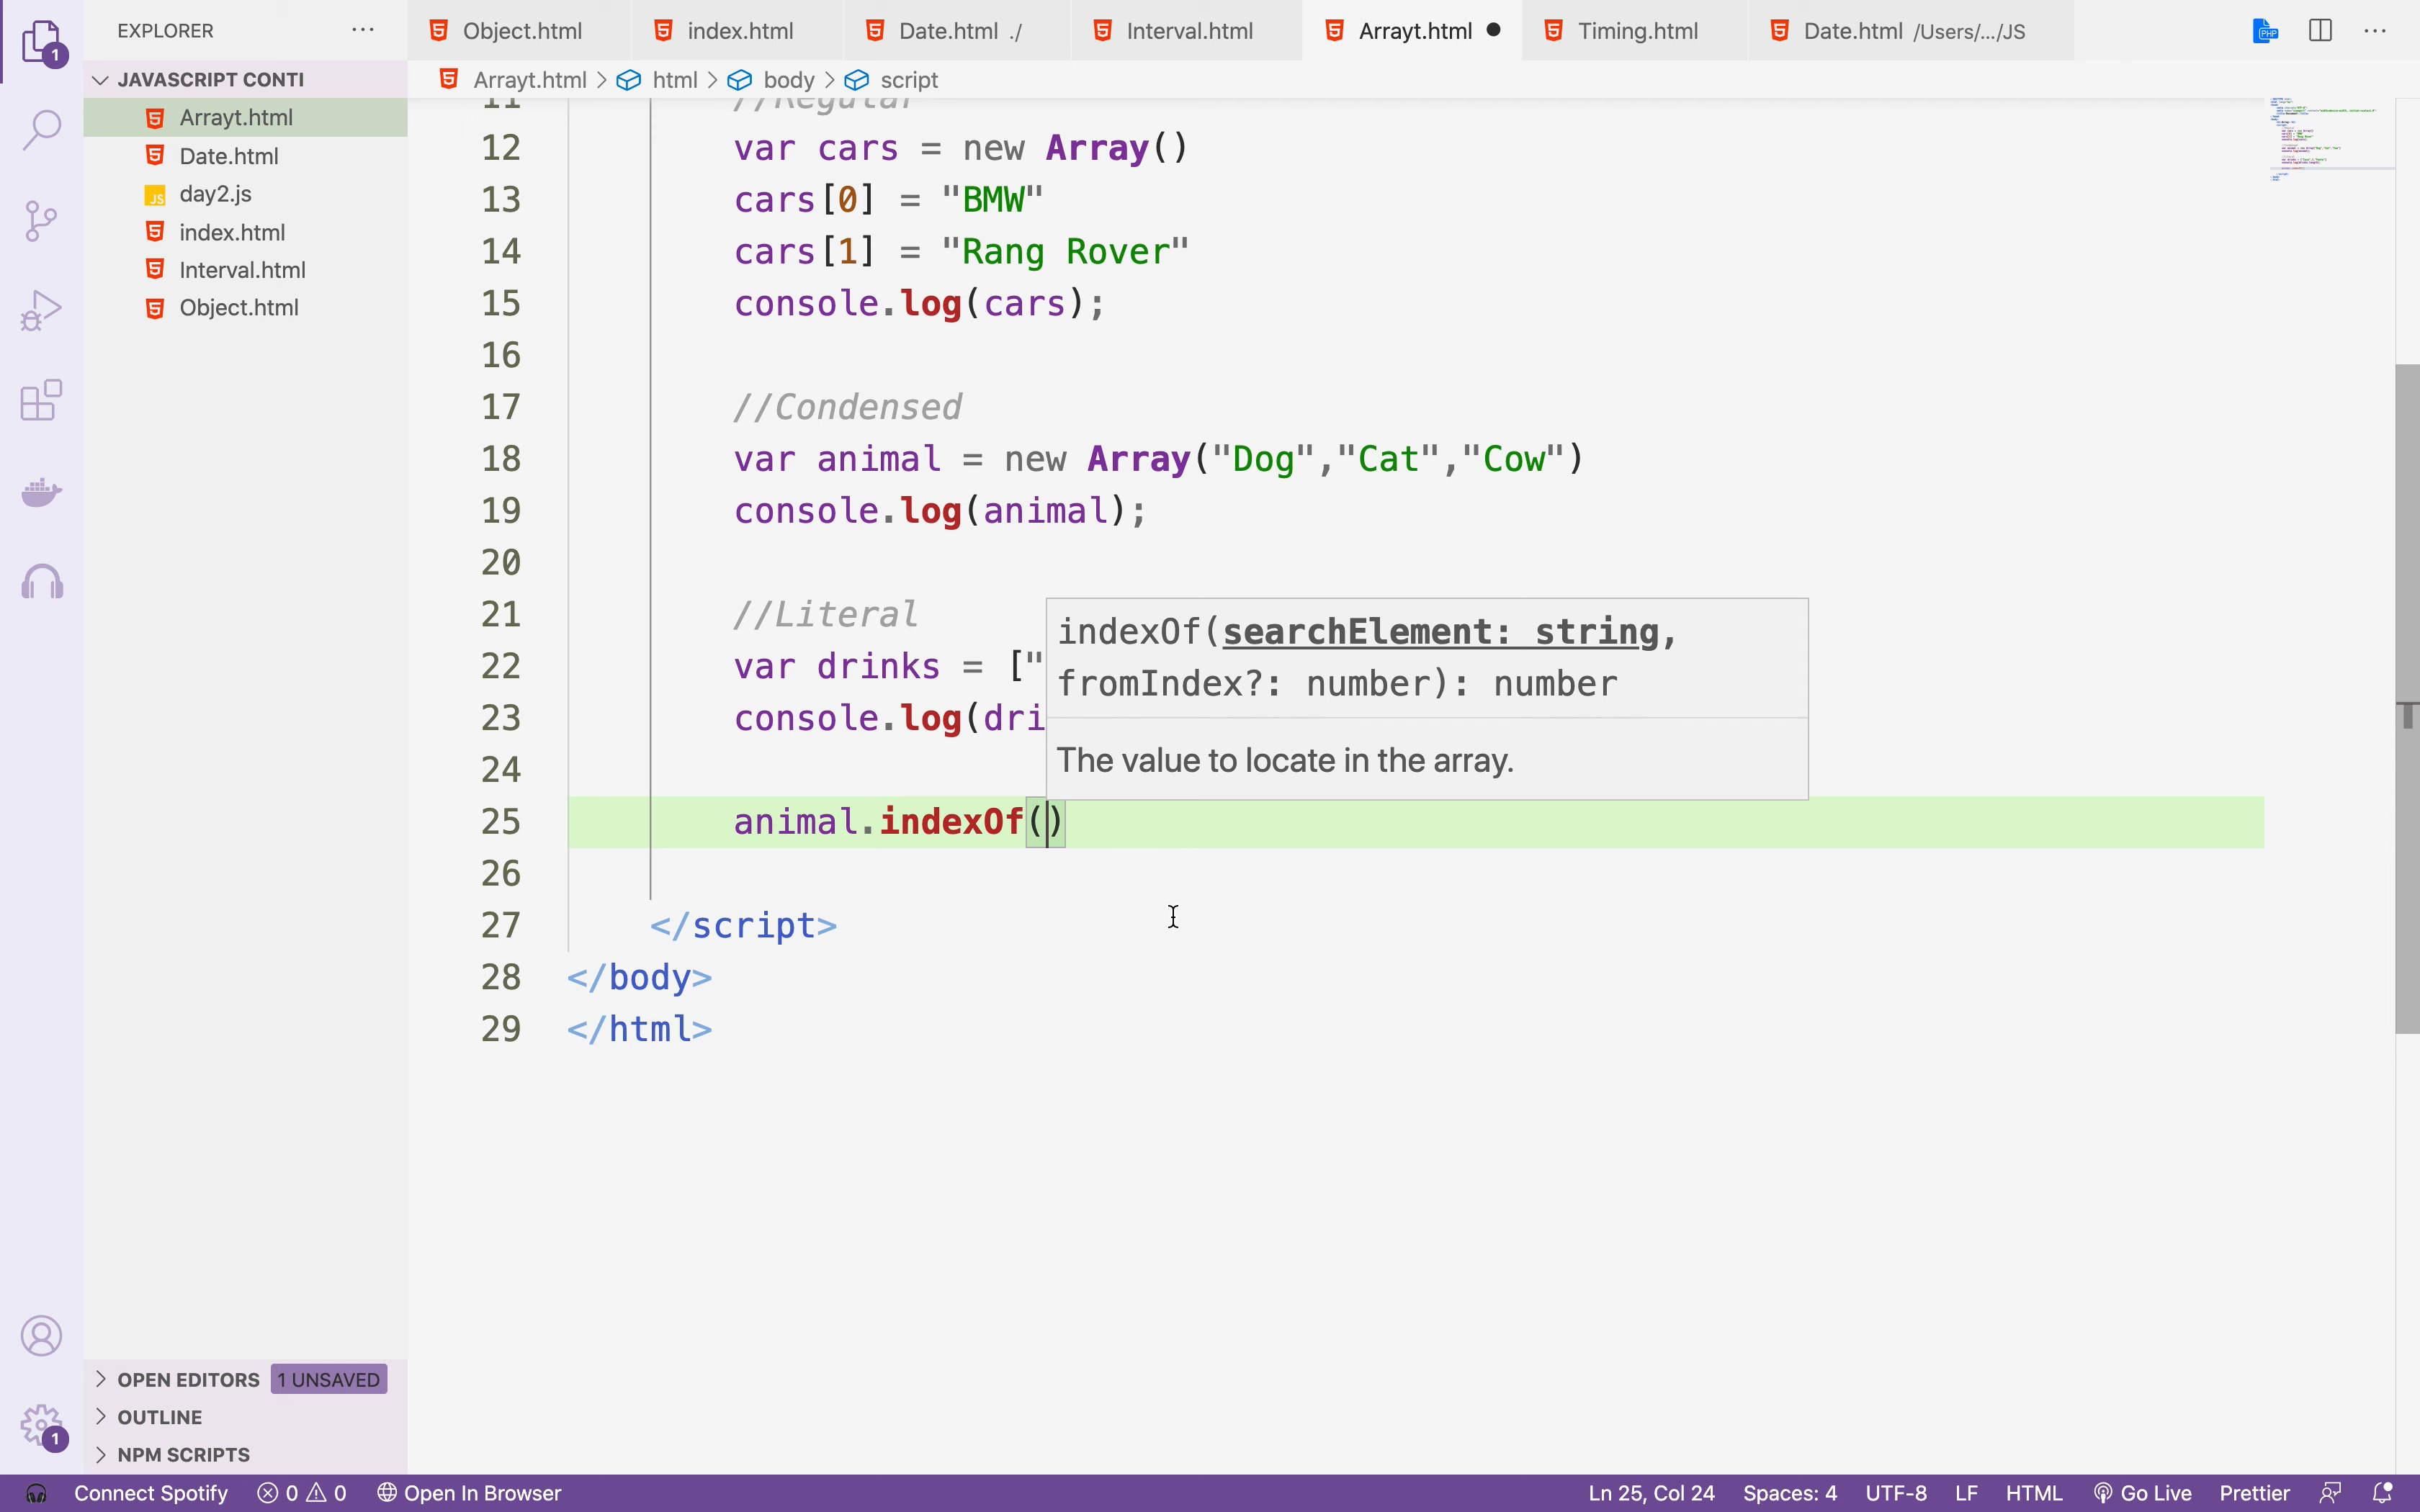 EXPLORER
Object.html
index.html
Date.html ./
Interval.html
Arrayt.html
Timing.html
Date.html /Users/.../JS
JAVASCRIPT CONTI
Arrayt.html
Date.html
day2.js
index.html
Interval.html
Object.html
Arrayt.html > html > body > script
11 //Regular
12 var cars = new Array()
13 cars[0] = "BMW"
14 cars[1] = "Rang Rover"
15 console.log(cars);
16
17 //Condensed
18 var animal = new Array("Dog","Cat","Cow")
19 console.log(animal);
20
21 //Literal
22 var drinks = ["
23 console.log(dri
24
indexOf(searchElement: string,
fromIndex?: number): number
The value to locate in the array.
25 animal.indexOf()
26
27 </script>
28 </body>
29 </html>
OPEN EDITORS 1 UNSAVED
OUTLINE
NPM SCRIPTS
1
1
Connect Spotify 0 0 Open In Browser Ln 25, Col 24 Spaces: 4 UTF-8 LF HTML Go Live Prettier